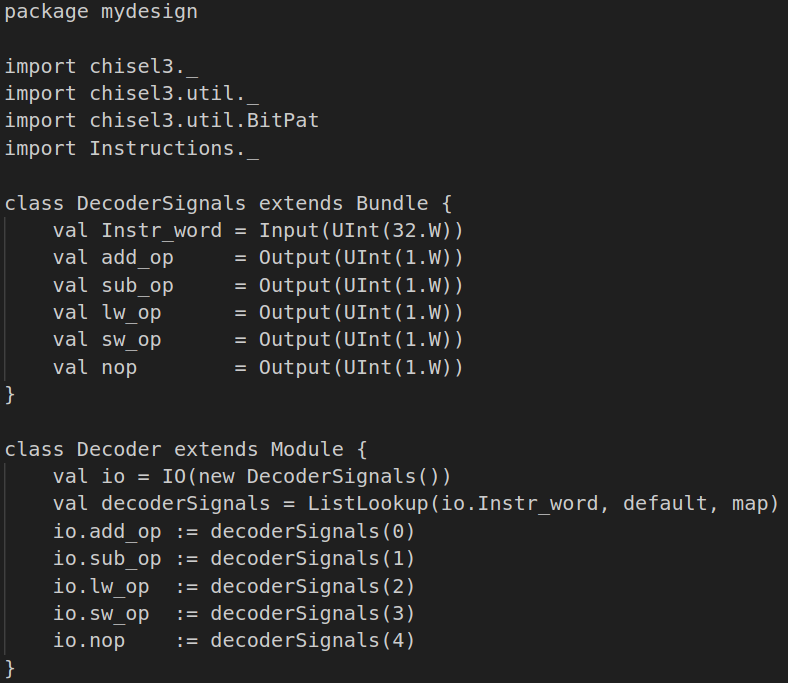 package mydesign

import chisel3._
import chisel3.util._
import chisel3.util.BitPat
import Instructions._

class DecoderSignals extends Bundle {
    val Instr_word = Input(UInt(32.W))
    val add_op     = Output(UInt(1.W))
    val sub_op     = Output(UInt(1.W))
    val lw_op      = Output(UInt(1.W))
    val sw_op      = Output(UInt(1.W))
    val nop        = Output(UInt(1.W))
}

class Decoder extends Module {
    val io = IO(new DecoderSignals())
    val decoderSignals = ListLookup(io.Instr_word, default, map)
    io.add_op := decoderSignals(0)
    io.sub_op := decoderSignals(1)
    io.lw_op  := decoderSignals(2)
    io.sw_op  := decoderSignals(3)
    io.nop    := decoderSignals(4)
}